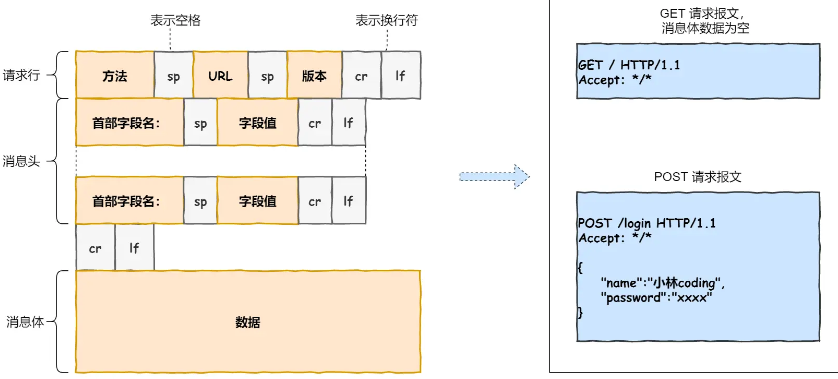 表示空格
表示换行符
请求行
方法
sp
URL
sp
版本
cr
lf
消息头
首部字段名:
sp
字段值
cr
lf
首部字段名:
sp
字段值
cr
lf
cr
lf
消息体
数据
GET 请求报文,
消息体数据为空
GET / HTTP/1.1
Accept: */*
POST 请求报文
POST /login HTTP/1.1
Accept: */*
{
"name":"小林coding",
"password":"xxxx"
}